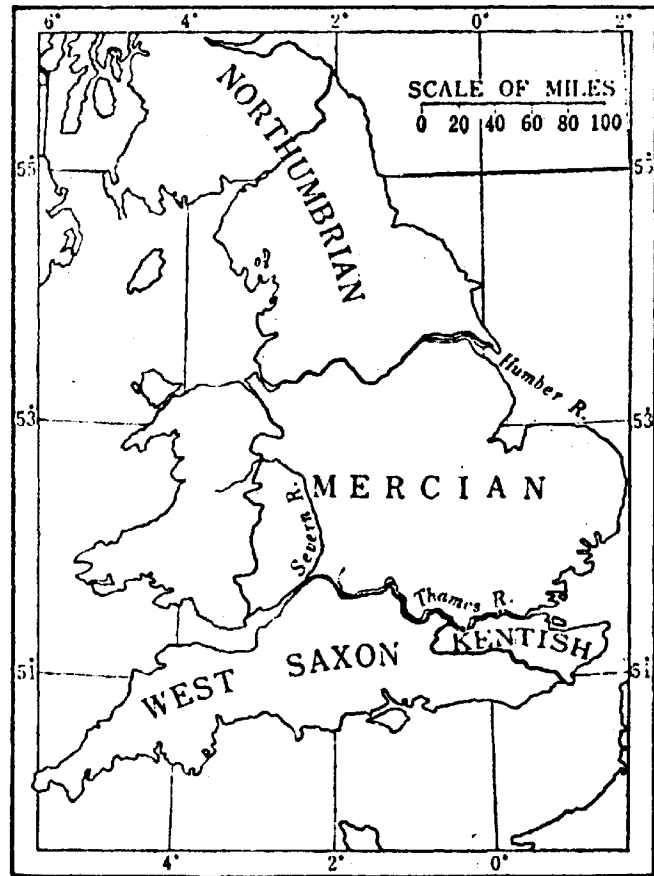 6° 4° 2° 0° 2°
SCALE OF MILES
0 20 40 60 80 100
NORTHUMBRIAN
55° 55°
Humber R.
53° 53°
MERCIAN
Severn R.
Thames R.
KENTISH
WEST SAXON
51° 51°
4° 2° 0°